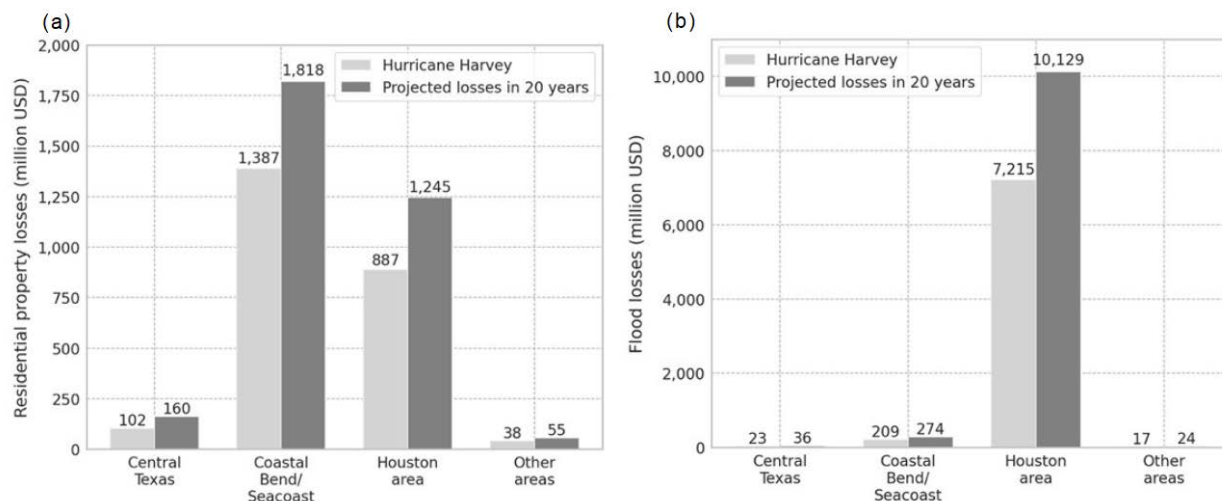 (a)
Residential property losses (million USD)
2,000
1,750
1,500
1,250
1,000
750
500
250
0
Hurricane Harvey
Projected losses in 20 years
102
160
1,387
1,818
887
1,245
38
55
Central
Texas
Coastal
Bend/
Seacoast
Houston
area
Other
areas
(b)
Flood losses (million USD)
10,000
8,000
6,000
4,000
2,000
0
Hurricane Harvey
Projected losses in 20 years
23
36
209
274
7,215
10,129
17
24
Central
Texas
Coastal
Bend/
Seacoast
Houston
area
Other
areas